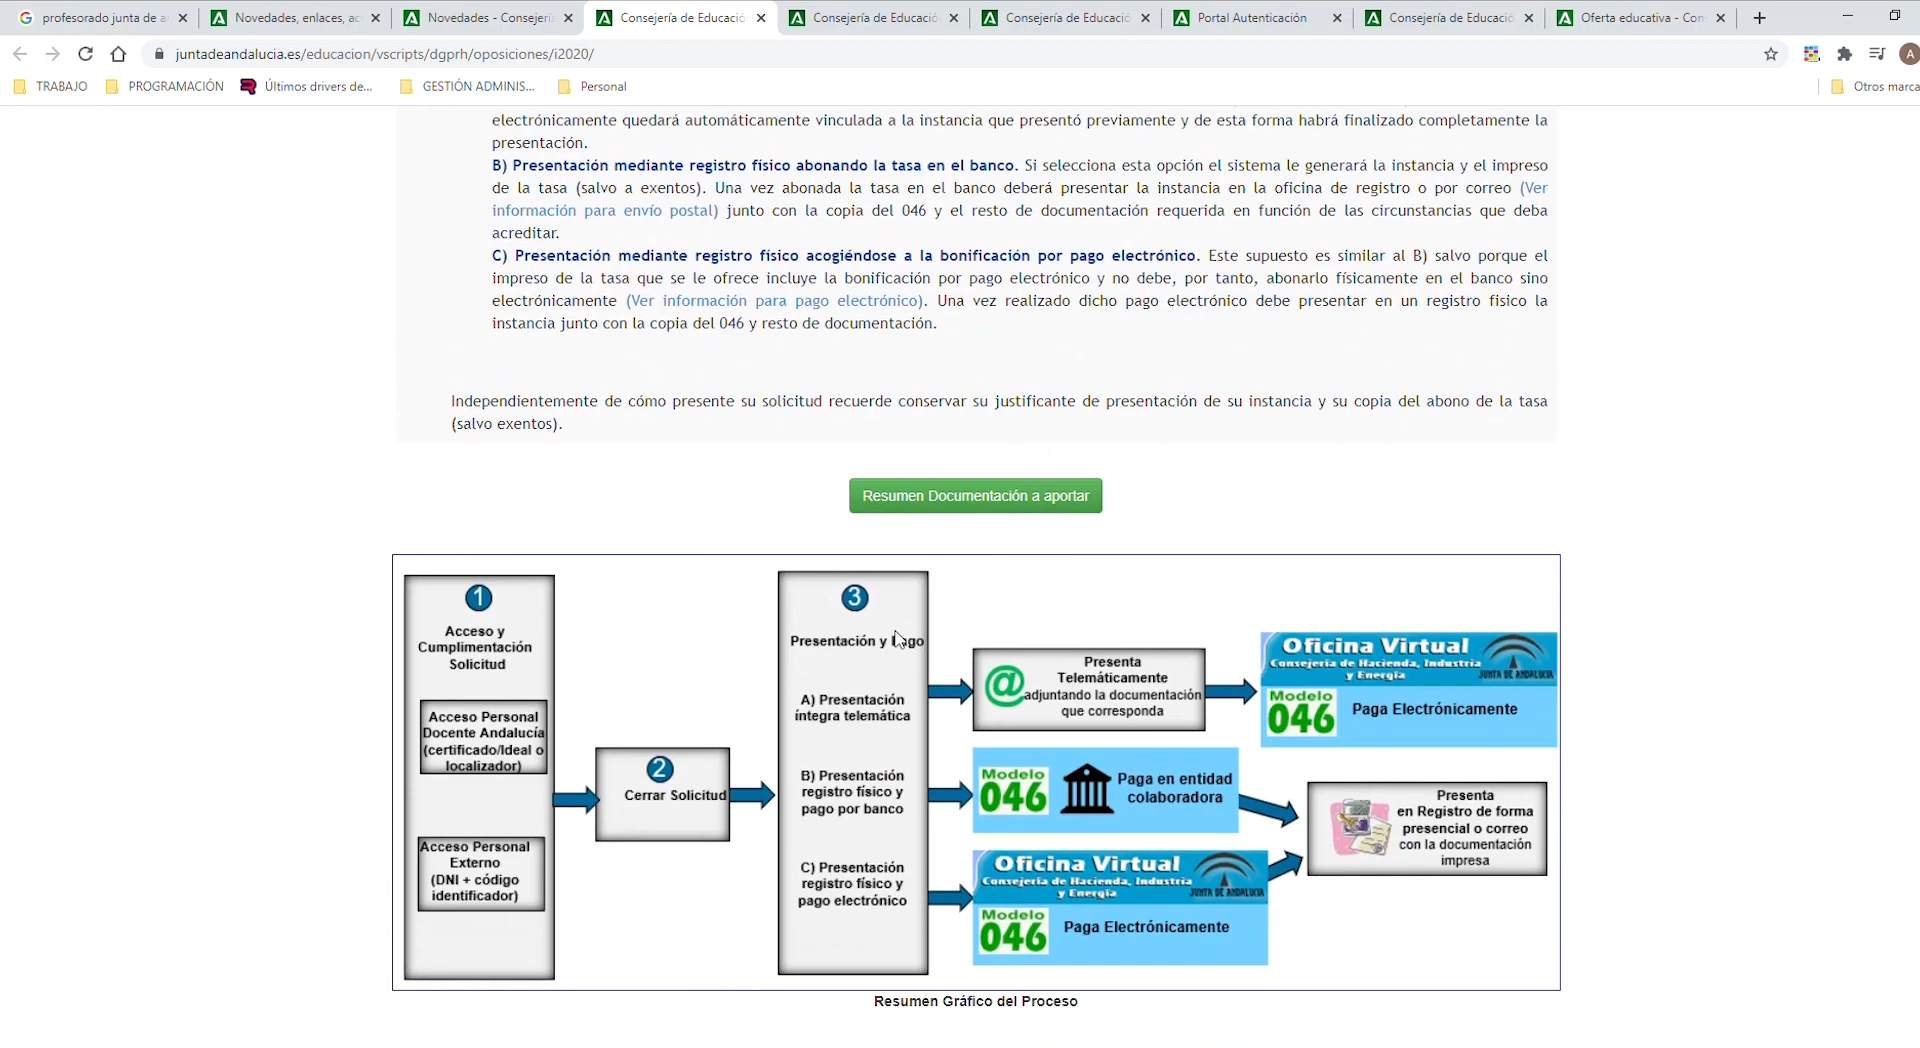 profesorado junta de a
Novedades, enlaces, ac
Novedades - Consejería
Consejería de Educació
Consejería de Educació
Consejería de Educació
Portal Autenticación
Consejería de Educació
Oferta educativa - Con
juntadeandalucia.es/educacion/vscripts/dgprh/oposiciones/i2020/
A
TRABAJO
PROGRAMACIÓN
Últimos drivers de...
GESTIÓN ADMINIS...
Personal
Otros marca
electrónicamente quedará automáticamente vinculada a la instancia que presentó previamente y de esta forma habrá finalizado completamente la
presentación.
B) Presentación mediante registro físico abonando la tasa en el banco. Si selecciona esta opción el sistema le generará la instancia y el impreso
de la tasa (salvo a exentos). Una vez abonada la tasa en el banco deberá presentar la instancia en la oficina de registro o por correo (Ver
información para envío postal) junto con la copia del 046 y el resto de documentación requerida en función de las circunstancias que deba
acreditar.
C) Presentación mediante registro físico acogiéndose a la bonificación por pago electrónico. Este supuesto es similar al B) salvo porque el
impreso de la tasa que se le ofrece incluye la bonificación por pago electrónico y no debe, por tanto, abonarlo físicamente en el banco sino
electrónicamente (Ver información para pago electrónico). Una vez realizado dicho pago electrónico debe presentar en un registro fisico la
instancia junto con la copia del 046 y resto de documentación.
Independientemente de cómo presente su solicitud recuerde conservar su justificante de presentación de su instancia y su copia del abono de la tasa
(salvo exentos).
Resumen Documentación a aportar
1
Acceso y
Cumplimentación
Solicitud
Acceso Personal
Docente Andalucía
(certificado/Ideal o
localizador)
Acceso Personal
Externo
(DNI + código
identificador)
2
Cerrar Solicitud
3
Presentación y Pago
A) Presentación
íntegra telemática
B) Presentación
registro físico y
pago por banco
C) Presentación
registro físico y
pago electrónico
@
Presenta
Telemáticamente
adjuntando la documentación
que corresponda
Oficina Virtual
Consejería de Hacienda, Industria
y Energía
JUNTA DE ANDALUCIA
Modelo
046
Paga Electrónicamente
Modelo
046
Paga en entidad
colaboradora
Oficina Virtual
Consejería de Hacienda, Industria
y Energía
JUNTA DE ANDALUCIA
Modelo
046
Paga Electrónicamente
Presenta
en Registro de forma
presencial o correo
con la documentación
impresa
Resumen Gráfico del Proceso